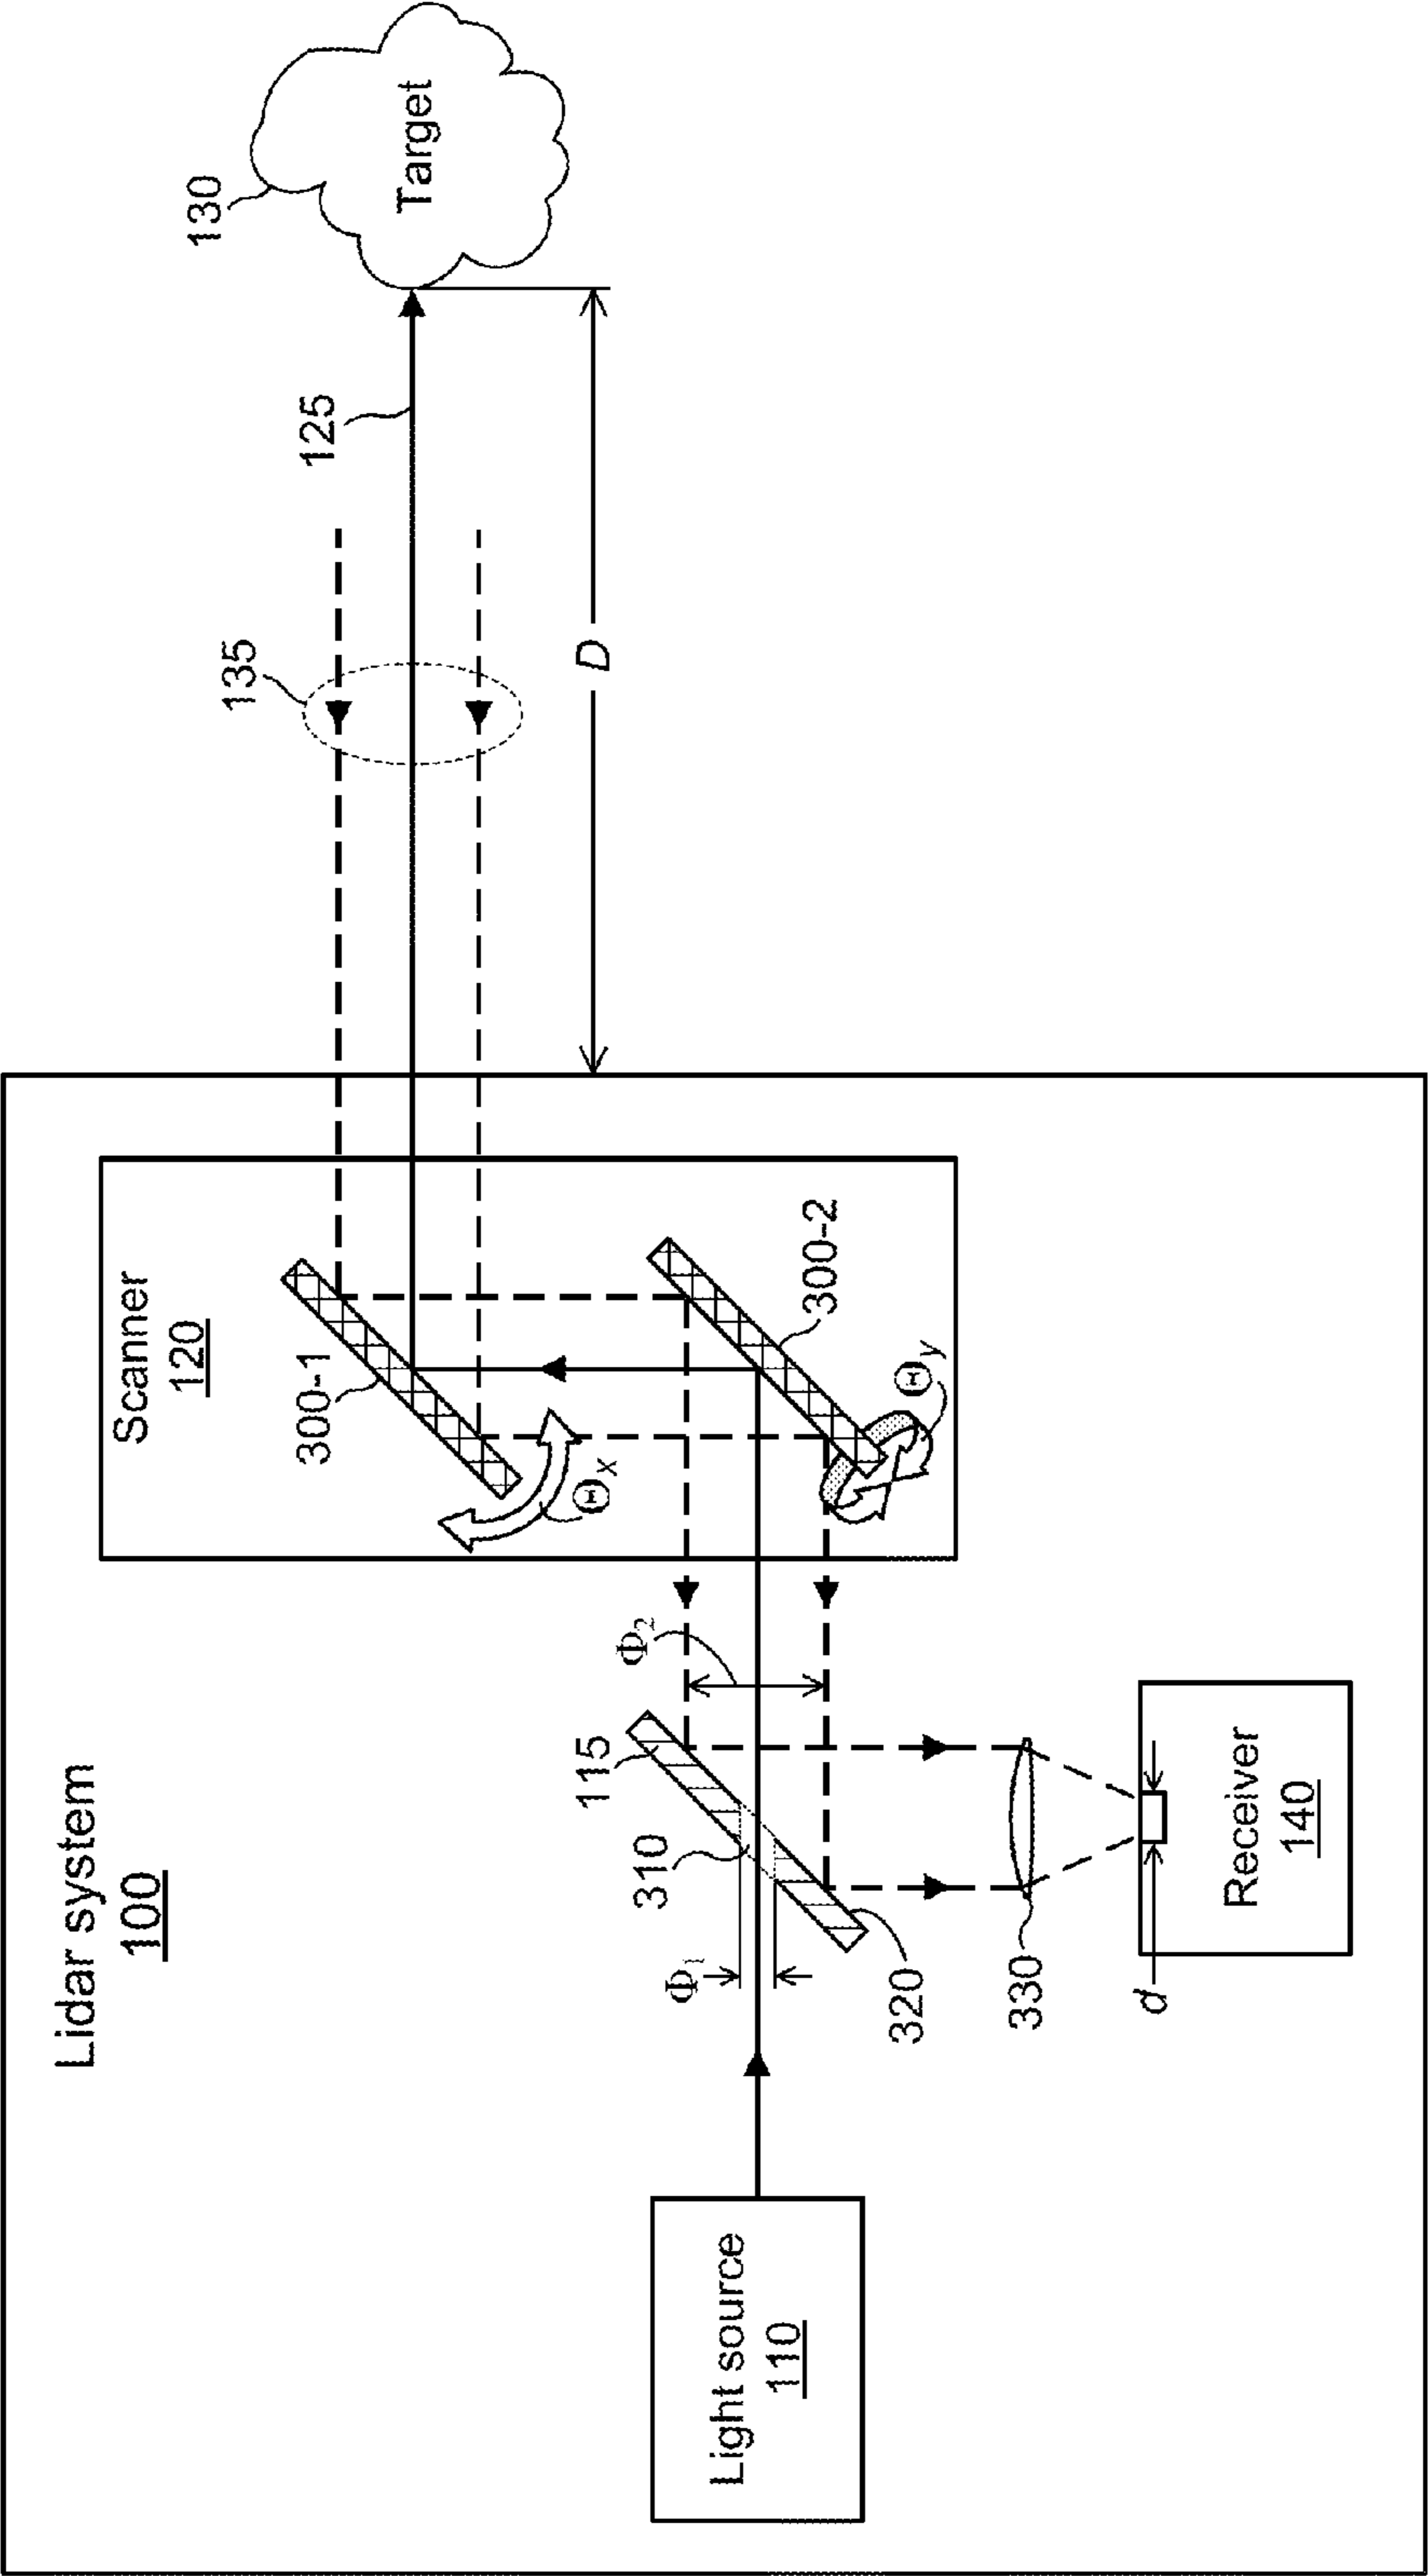 Lidar system
100
Scanner
120
130
Target
135
125
300-1
Θx
D
300-2
Θy
Φ2
115
310
Φ1
320
Light source
110
330
d
Receiver
140